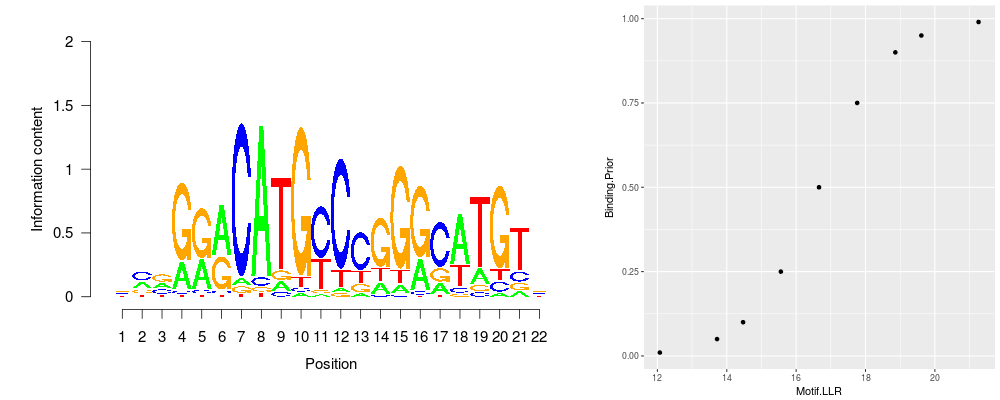 2
1.5
1
0.5
0
Information content
GGACATGCCCGGGCATGT
1 2 3 4 5 6 7 8 9 10 11 12 13 14 15 16 17 18 19 20 21 22
Position
1.00
0.75
0.50
0.25
0.00
Binding.Prior
12 14 16 18 20
Motif.LLR